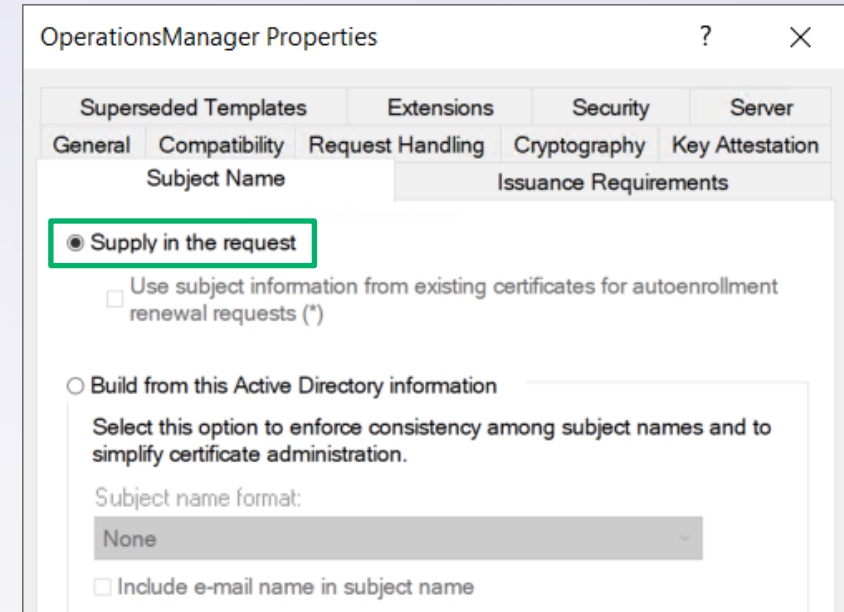 OperationsManager Properties ? X
Superseded Templates Extensions Security Server
General Compatibility Request Handling Cryptography Key Attestation
Subject Name Issuance Requirements
Supply in the request
Use subject information from existing certificates for autoenrollment
renewal requests (*)
Build from this Active Directory information
Select this option to enforce consistency among subject names and to
simplify certificate administration.
Subject name format:
None
Include e-mail name in subject name